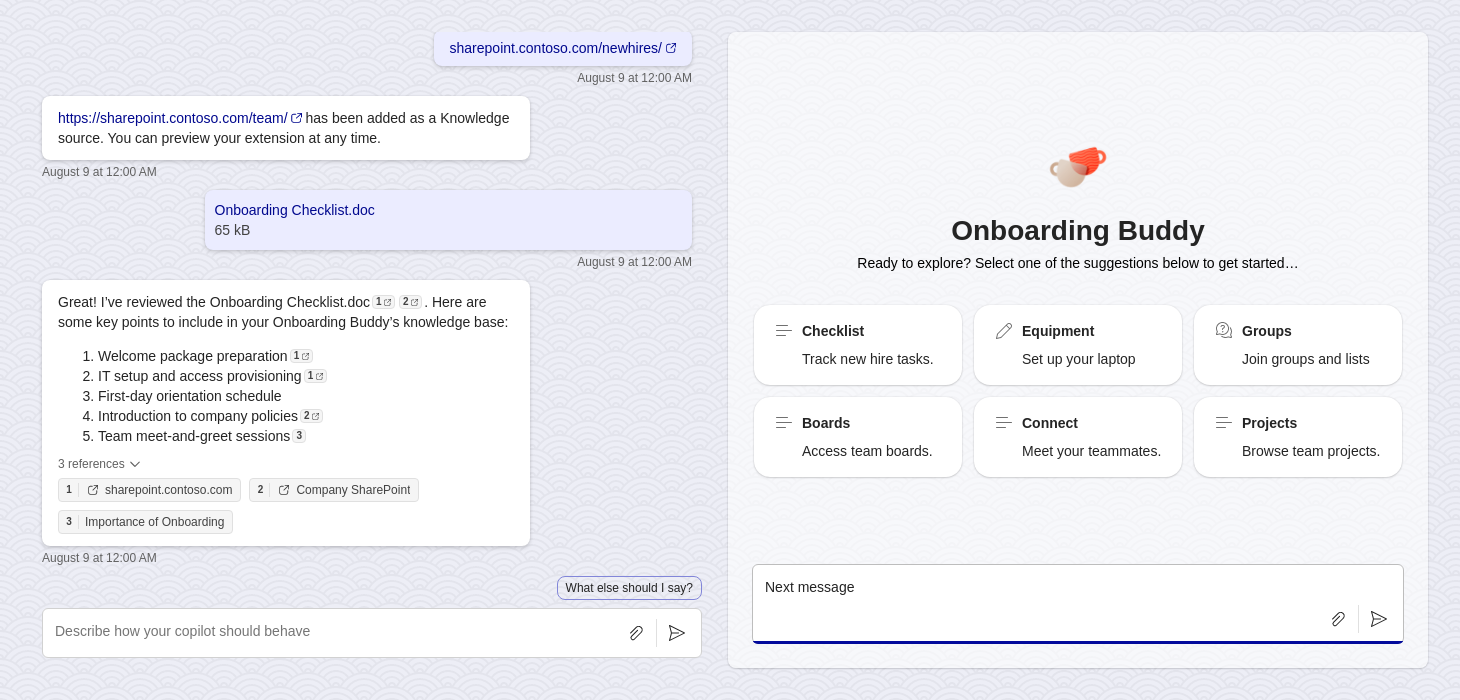 sharepoint.contoso.com/newhires/
August 9 at 12:00 AM
https://sharepoint.contoso.com/team/ has been added as a Knowledge
source. You can preview your extension at any time.
August 9 at 12:00 AM
Onboarding Checklist.doc
65 kB
August 9 at 12:00 AM
Great! I’ve reviewed the Onboarding Checklist.doc 1 2 . Here are
some key points to include in your Onboarding Buddy’s knowledge base:
1. Welcome package preparation 1
2. IT setup and access provisioning 1
3. First-day orientation schedule
4. Introduction to company policies 2
5. Team meet-and-greet sessions 3
3 references
1 sharepoint.contoso.com 2 Company SharePoint
3 Importance of Onboarding
August 9 at 12:00 AM
What else should I say?
Describe how your copilot should behave
Onboarding Buddy
Ready to explore? Select one of the suggestions below to get started…
Checklist
Track new hire tasks.
Equipment
Set up your laptop
Groups
Join groups and lists
Boards
Access team boards.
Connect
Meet your teammates.
Projects
Browse team projects.
Next message